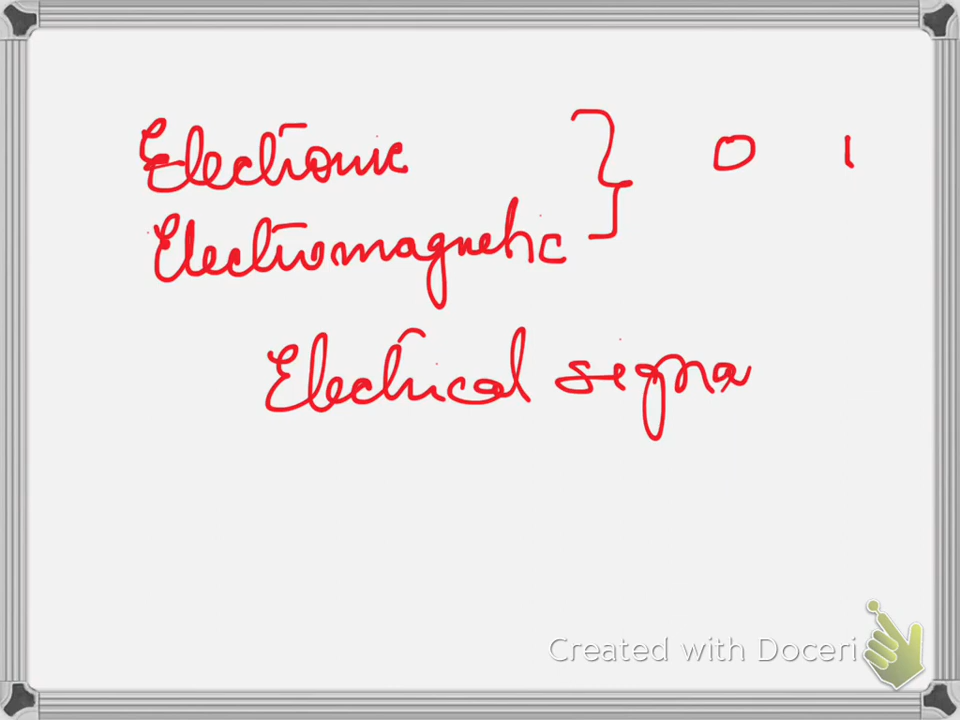 Electronic } 0 1
Electromagnetic
Electrical signa
Created with Doceri